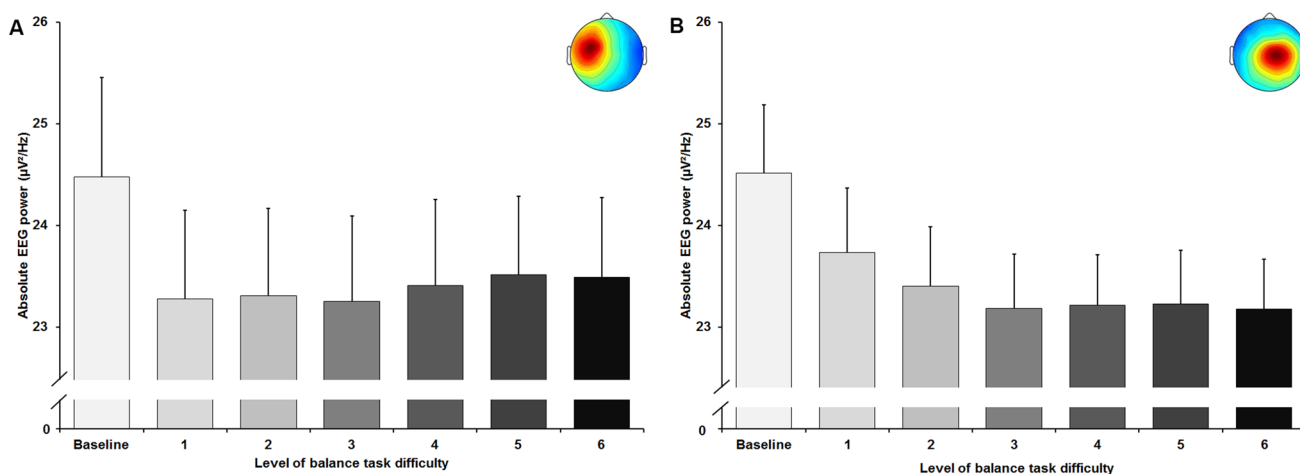 A
26
25
24
23
0
Absolute EEG power (µV²/Hz)
Baseline 1 2 3 4 5 6
Level of balance task difficulty
B
26
25
24
23
0
Absolute EEG power (µV²/Hz)
Baseline 1 2 3 4 5 6
Level of balance task difficulty